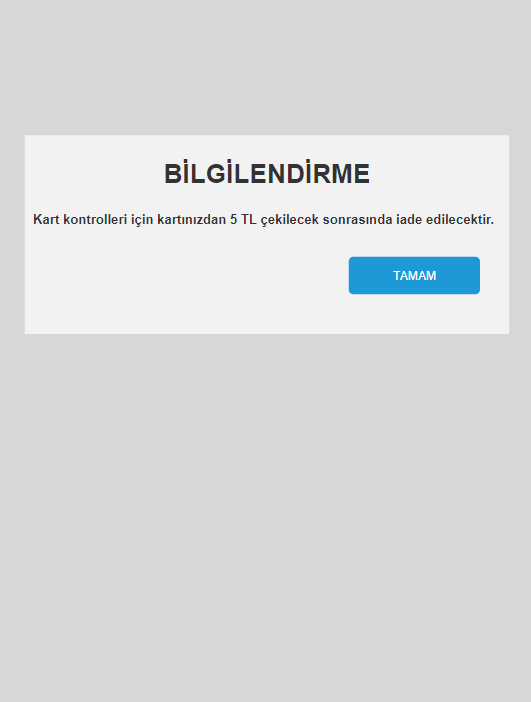 BİLGİLENDİRME
Kart kontrolleri için kartınızdan 5 TL çekilecek sonrasında iade edilecektir.
TAMAM